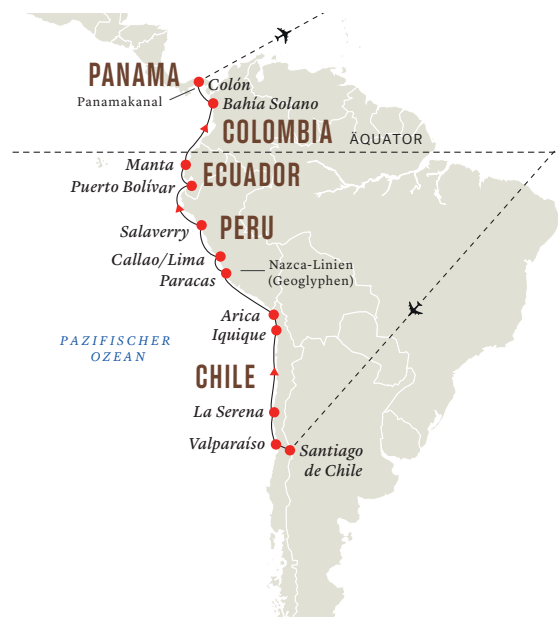 PANAMA
Colón
Panamakanal
Bahía Solano
COLOMBIA
ÄQUATOR
Manta
ECUADOR
Puerto Bolívar
PERU
Salaverry
Callao/Lima
Nazca-Linien
Paracas
(Geoglyphen)
Arica
Iquique
PAZIFISCHER
OZEAN
CHILE
La Serena
Valparaíso
Santiago
de Chile